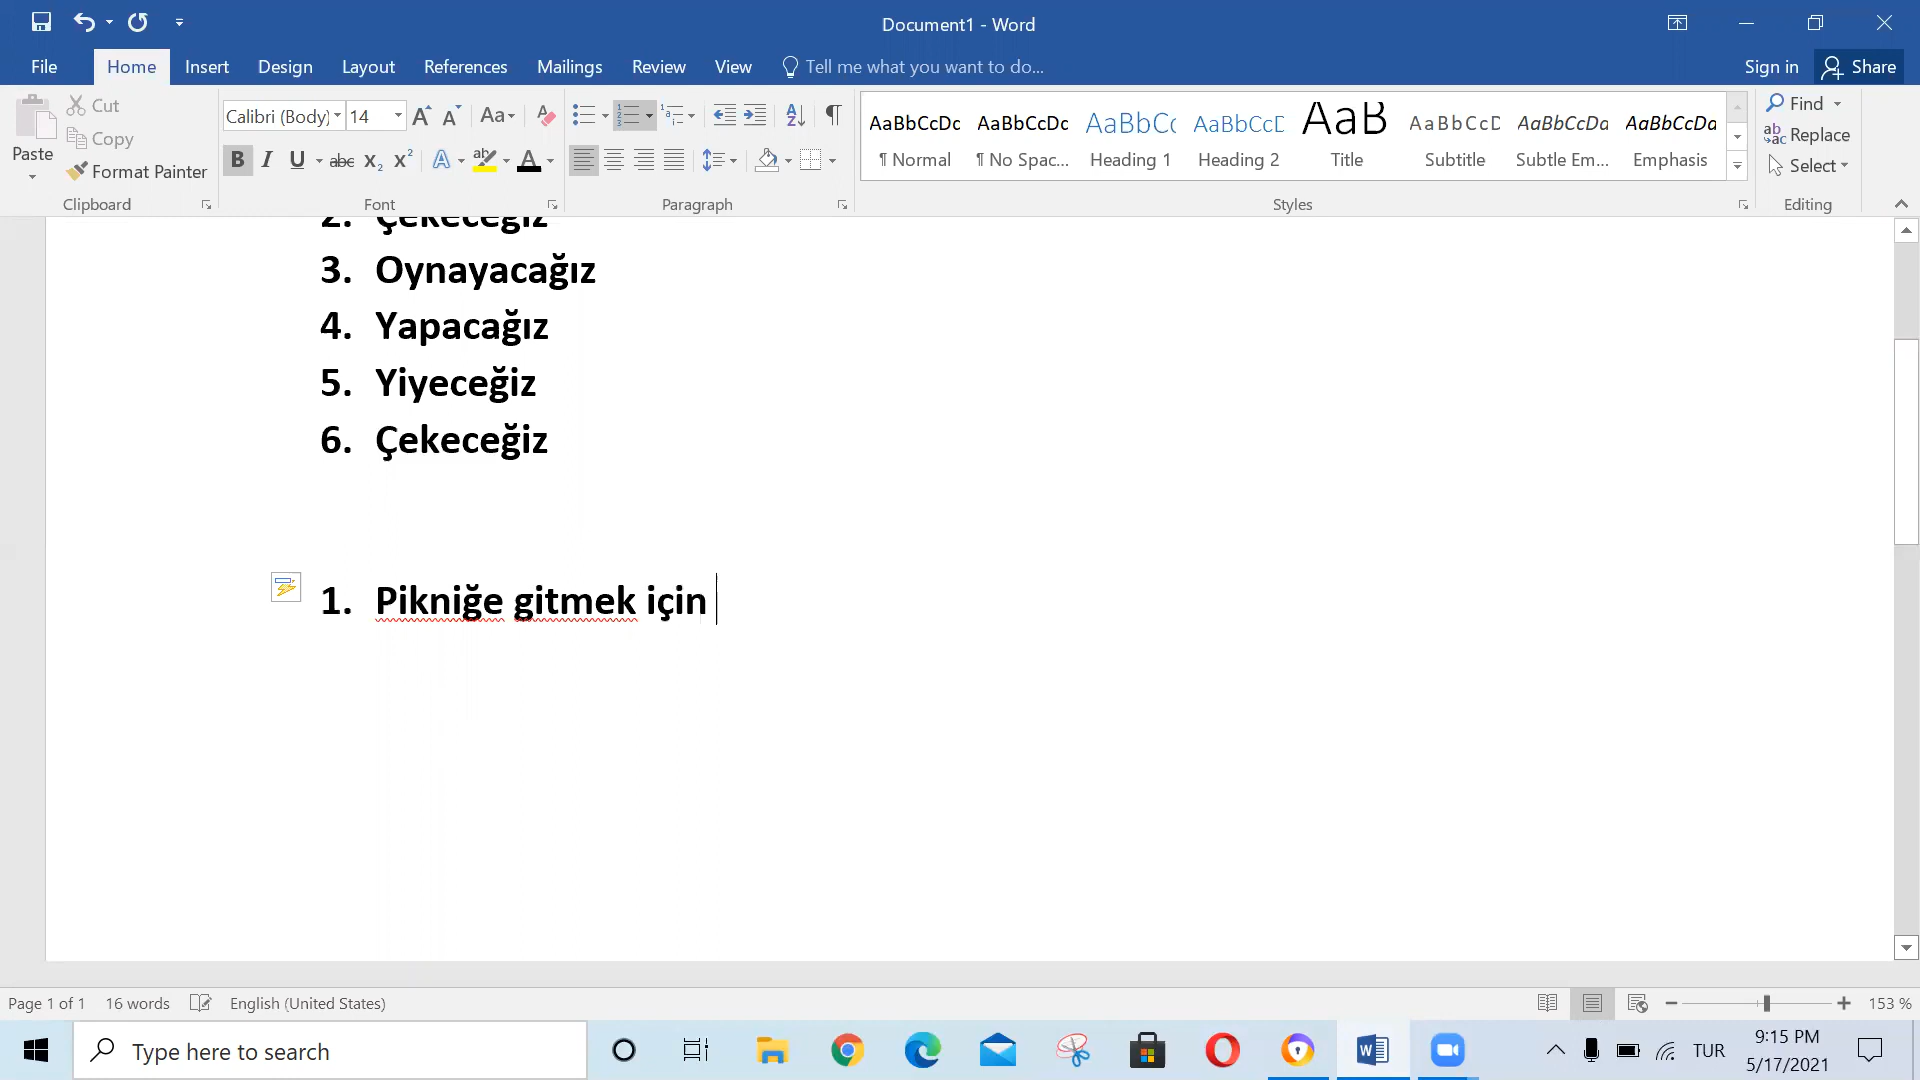 Document1 - Word
File Home Insert Design Layout References Mailings Review View Tell me what you want to do... Sign in Share
Paste
Cut
Copy
Format Painter
Clipboard
Calibri (Body) 14
Font
Paragraph
AaBbCcDc AaBbCcDc AaBbCc AaBbCcD AaB AaBbCcD AaBbCcDa AaBbCcDa
¶ Normal ¶ No Spac... Heading 1 Heading 2 Title Subtitle Subtle Em... Emphasis
Styles
Find
Replace
Select
Editing
2. Çekeceğiz
3. Oynayacağız
4. Yapacağız
5. Yiyeceğiz
6. Çekeceğiz
1. Pikniğe gitmek için
Page 1 of 1 16 words English (United States) 153 %
Type here to search
TUR
9:15 PM
5/17/2021